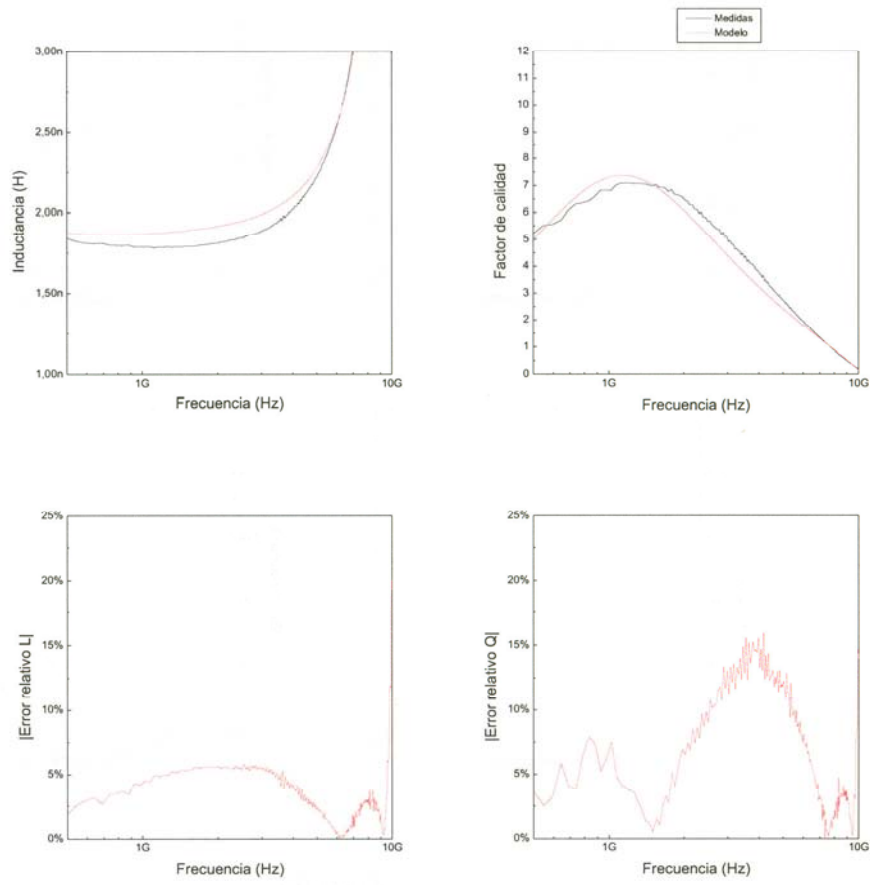 Medidas
Modelo
3,00n
2,50n
2,00n
1,50n
1,00n
Inductancia (H)
1G
10G
Frecuencia (Hz)
12
11
10
9
8
7
6
5
4
3
2
1
0
Factor de calidad
1G
10G
Frecuencia (Hz)
25%
20%
15%
10%
5%
0%
|Error relativo L|
1G
10G
Frecuencia (Hz)
25%
20%
15%
10%
5%
0%
|Error relativo Q|
1G
10G
Frecuencia (Hz)